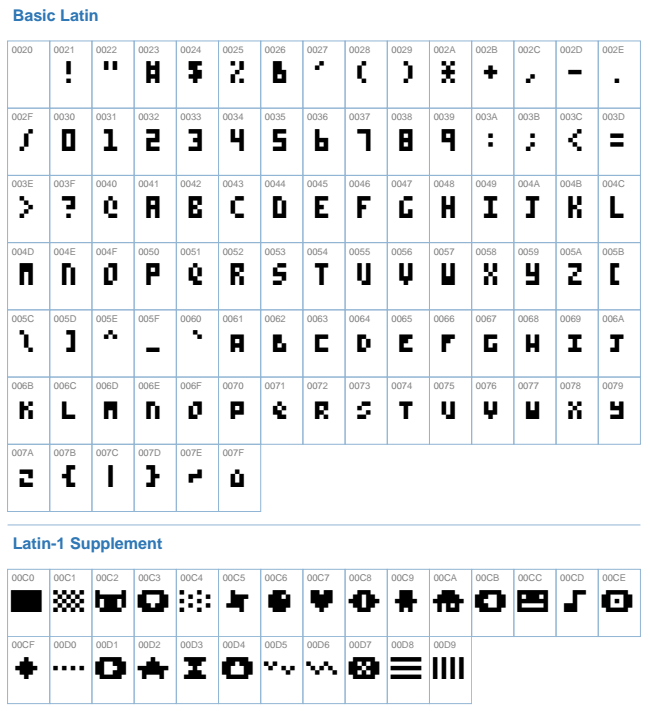 Basic Latin
0020 0021 0022 0023 0024 0025 0026 0027 0028 0029 002A 002B 002C 002D 002E
! " # $ % & ' ( ) * + , - .
002F 0030 0031 0032 0033 0034 0035 0036 0037 0038 0039 003A 003B 003C 003D
/ 0 1 2 3 4 5 6 7 8 9 : ; < =
003E 003F 0040 0041 0042 0043 0044 0045 0046 0047 0048 0049 004A 004B 004C
> ? @ A B C D E F G H I J K L
004D 004E 004F 0050 0051 0052 0053 0054 0055 0056 0057 0058 0059 005A 005B
M N O P Q R S T U V W X Y Z [
005C 005D 005E 005F 0060 0061 0062 0063 0064 0065 0066 0067 0068 0069 006A
\ ] ^ _ ` A B C D E F G H I J
006B 006C 006D 006E 006F 0070 0071 0072 0073 0074 0075 0076 0077 0078 0079
K L M N O P Q R S T U V W X Y
007A 007B 007C 007D 007E 007F
Z { | } ~
Latin-1 Supplement
00C0 00C1 00C2 00C3 00C4 00C5 00C6 00C7 00C8 00C9 00CA 00CB 00CC 00CD 00CE
00CF 00D0 00D1 00D2 00D3 00D4 00D5 00D6 00D7 00D8 00D9